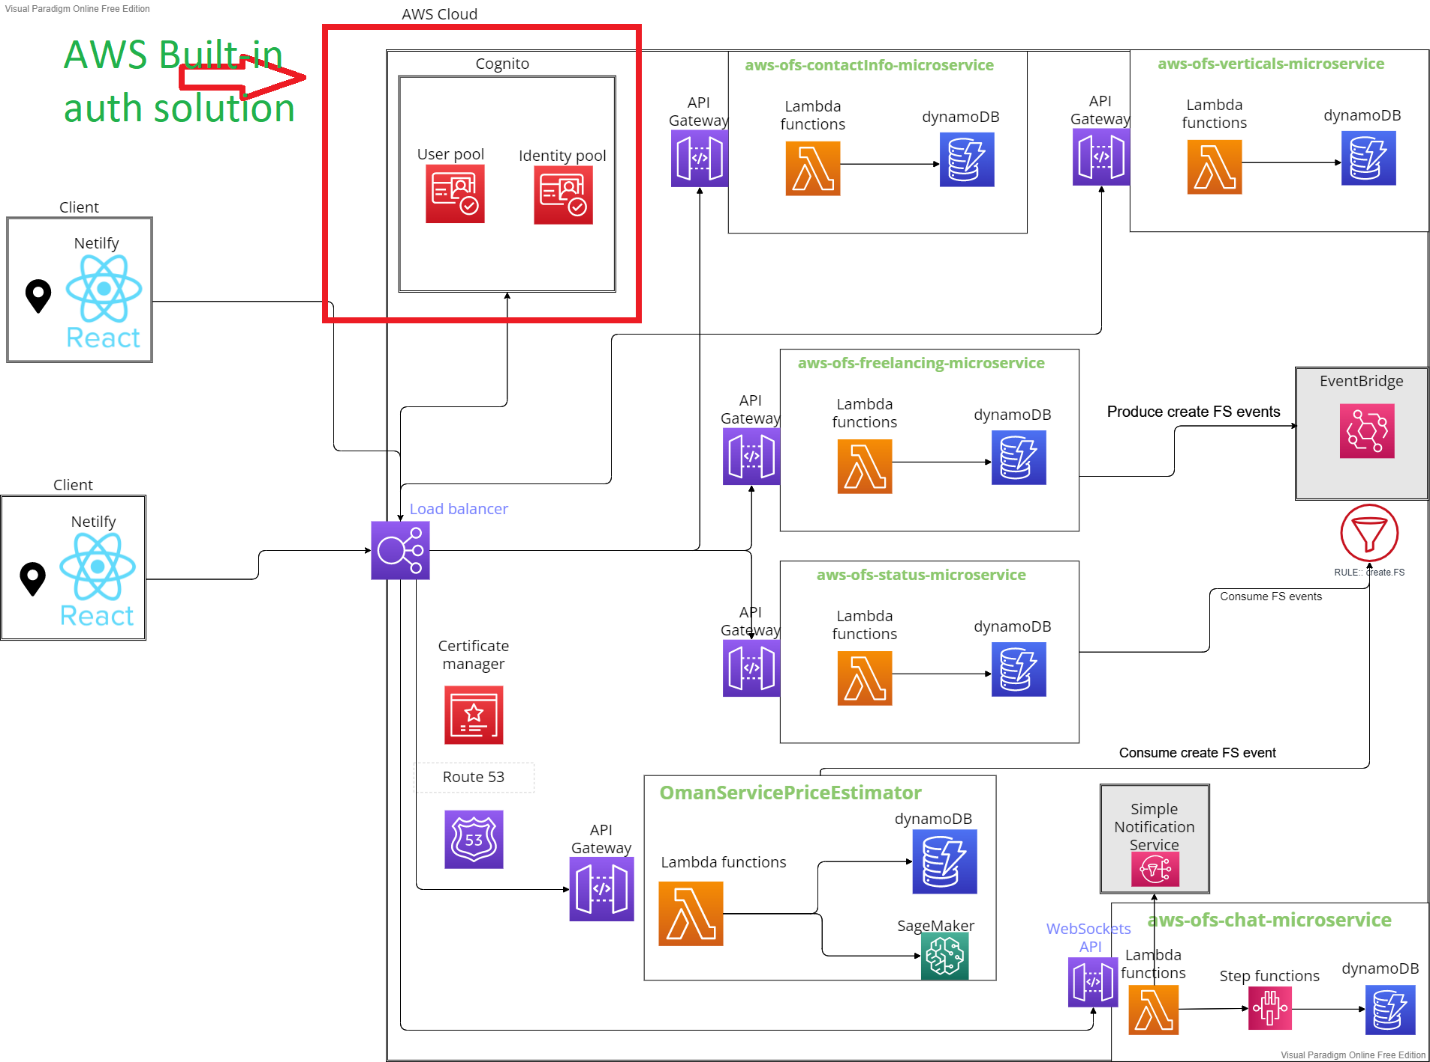 Visual Paradigm Online Free Edition
AWS Cloud
AWS Built-in
auth solution
Cognito
User pool
Identity pool
API
Gateway
aws-ofs-contactInfo-microservice
Lambda
functions
dynamoDB
API
Gateway
aws-ofs-verticals-microservice
Lambda
functions
dynamoDB
Client
Netilfy
React
aws-ofs-freelancing-microservice
API
Gateway
Lambda
functions
dynamoDB
Produce create FS events
EventBridge
Client
Netilfy
React
Load balancer
RULE:: create.FS
Consume FS events
aws-ofs-status-microservice
API
Gateway
Lambda
functions
dynamoDB
Certificate
manager
Route 53
53
Consume create FS event
API
Gateway
OmanServicePriceEstimator
Lambda functions
dynamoDB
SageMaker
Simple
Notification
Service
WebSockets
API
aws-ofs-chat-microservice
Lambda
functions
Step functions
dynamoDB
Visual Paradigm Online Free Edition